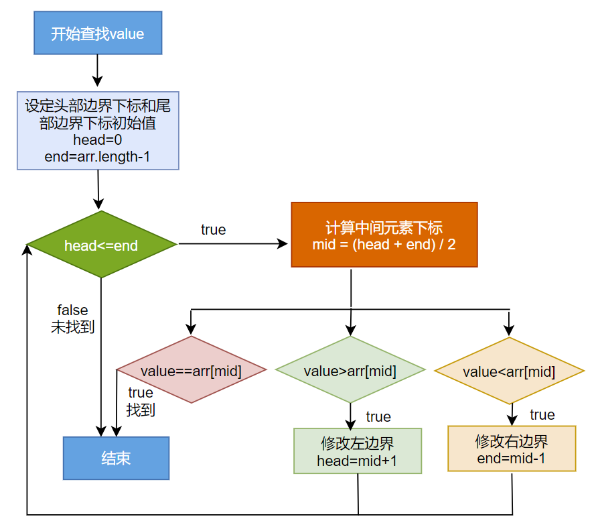 开始查找value
设定头部边界下标和尾
部边界下标初始值
head=0
end=arr.length-1
head<=end
true
计算中间元素下标
mid = (head + end) / 2
false
未找到
value==arr[mid]
value>arr[mid]
value<arr[mid]
true
找到
true
true
结束
修改左边界
head=mid+1
修改右边界
end=mid-1